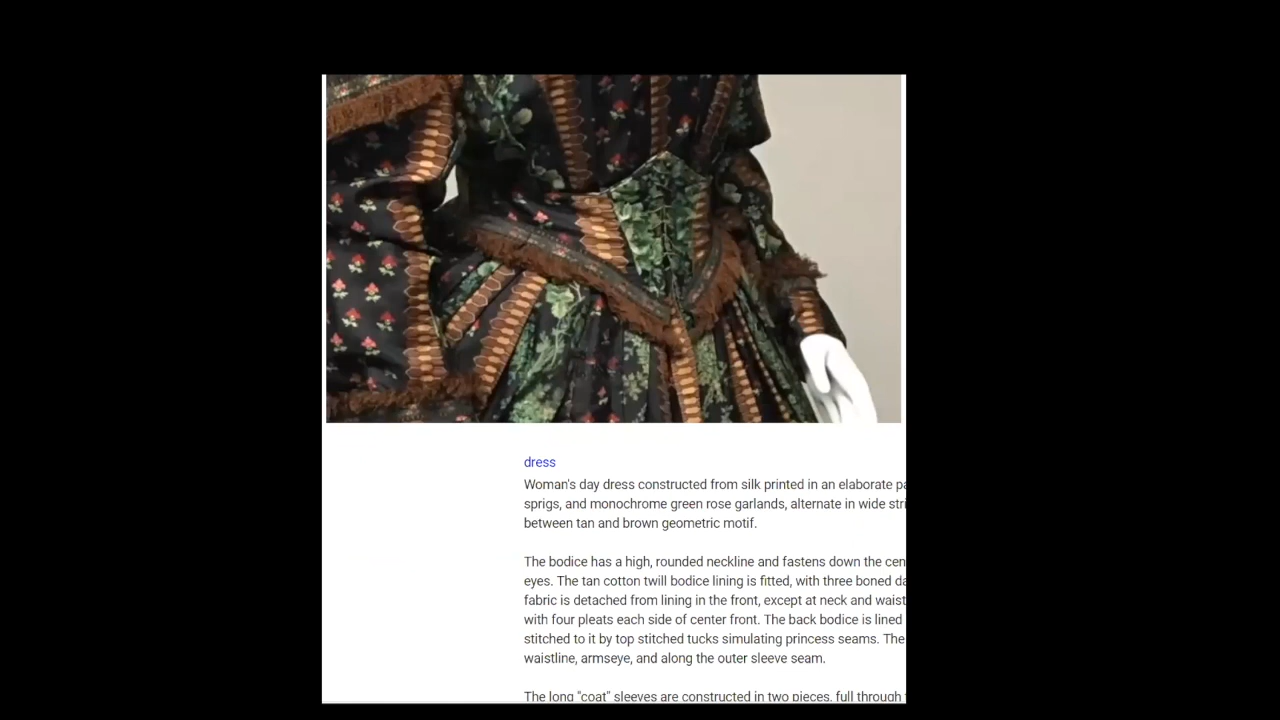 dress
Woman's day dress constructed from silk printed in an elaborate
sprigs, and monochrome green rose garlands, alternate in wide
between tan and brown geometric motif.
The bodice has a high, rounded neckline and fastens down the
eyes. The tan cotton twill bodice lining is fitted, with three boned
fabric is detached from lining in the front, except at neck and waist
with four pleats each side of center front. The back bodice is lined
stitched to it by top stitched tucks simulating princess seams. The
waistline, armseye, and along the outer sleeve seam.
The long "coat" sleeves are constructed in two pieces, full through